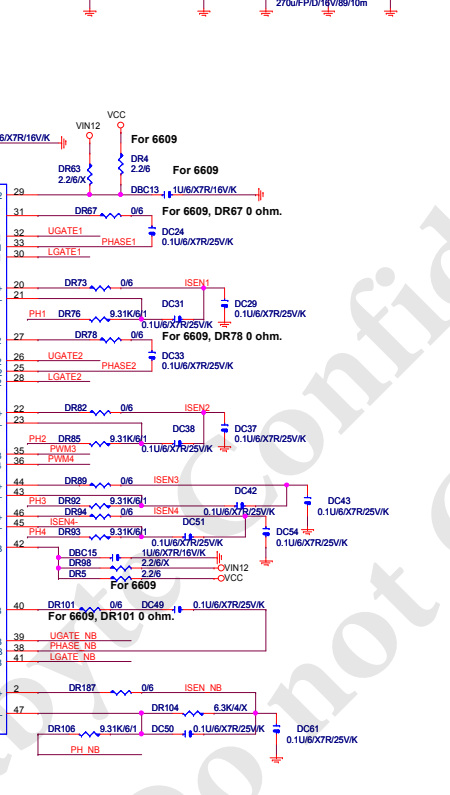 270u/FP/D/16V/89/10m
VCC
VIN12
For 6609
6/X7R/16V/K
DR63
2.2/6/X
DR4
2.2/6
For 6609
29
DBC13
1U/6/X7R/16V/K
31
DR67
0/6
For 6609, DR67 0 ohm.
32
UGATE1
DC24
33
PHASE1
0.1U/6/X7R/25V/K
30
LGATE1
20
DR73
0/6
ISEN1
21
DC31
DC29
0.1U/6/X7R/25V/K
PH1
DR76
9.31K/6/1
0.1U/6/X7R/25V/K
27
DR78
0/6
For 6609, DR78 0 ohm.
26
UGATE2
DC33
25
PHASE2
0.1U/6/X7R/25V/K
28
LGATE2
22
DR82
0/6
ISEN2
23
DC38
DC37
0.1U/6/X7R/25V/K
PH2
DR85
9.31K/6/1
0.1U/6/X7R/25V/K
35
PWM3
36
PWM4
44
DR89
0/6
ISEN3
43
DC42
DC43
0.1U/6/X7R/25V/K
PH3
DR92
9.31K/6/1
0.1U/6/X7R/25V/K
46
DR94
0/6
ISEN4
45
ISEN4-
DC51
DC54
0.1U/6/X7R/25V/K
PH4
DR93
9.31K/6/1
0.1U/6/X7R/25V/K
42
DBC15
1U/6/X7R/16V/K
DR98
2.2/6/X
VIN12
DR5
2.2/6
VCC
For 6609
40
DR101
0/6
DC49
0.1U/6/X7R/25V/K
For 6609, DR101 0 ohm.
39
UGATE_NB
38
PHASE_NB
41
LGATE_NB
2
DR187
0/6
ISEN_NB
47
DR104
6.3K/4/X
DR106
9.31K/6/1
DC50
0.1U/6/X7R/25V/K
DC61
0.1U/6/X7R/25V/K
PH_NB
abyte Confid
Do not C